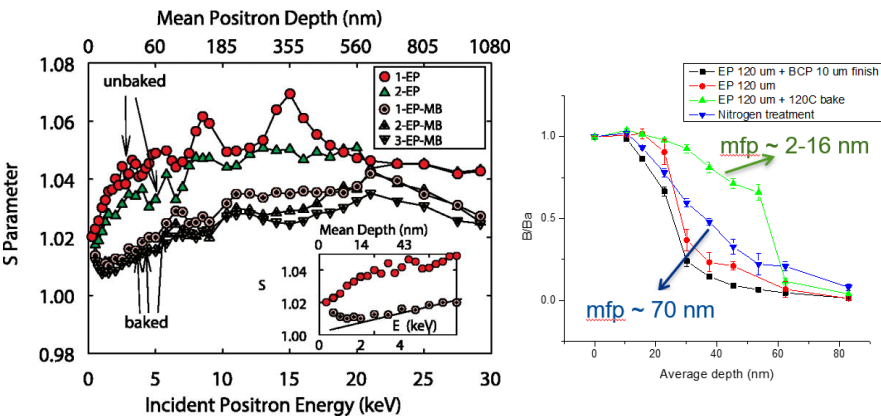 Mean Positron Depth (nm)
0 60 185 355 560 805 1080
1.08
1.06
1.04
1.02
1.00
0.98
S Parameter
unbaked
baked
1-EP
2-EP
1-EP-MB
2-EP-MB
3-EP-MB
Mean Depth (nm)
0 14 43
S
1.04
1.02
1.00
E (keV)
0 2 4
0 5 10 15 20 25 30
Incident Positron Energy (keV)
EP 120 um + BCP 10 um finish
EP 120 um
EP 120 um + 120C bake
Nitrogen treatment
mfp ~ 2-16 nm
mfp ~ 70 nm
B/Ba
1.0
0.5
0.0
0 20 40 60 80
Average depth (nm)